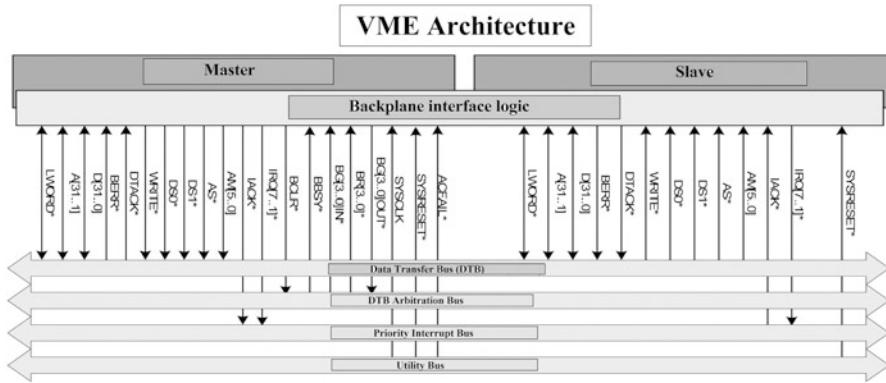 VME Architecture
Master
Slave
Backplane interface logic
LWORD*
A[31...1]
D[31..0]
BERR*
DTACK*
WRITE*
DS0*
DS1*
AS*
AM[5..0]
IACK*
IRQ[7..1]*
BCLR*
BBSY*
BG[3..0]IN*
BR[3..0]*
BG[3..0]OUT*
SYSCLK
SYSRESET*
ACFAIL*
LWORD*
A[31...1]
D[31..0]
BERR*
DTACK*
WRITE*
DS0*
DS1*
AS*
AM[5..0]
IACK*
IRQ[7..1]*
SYSRESET*
Data Transfer Bus (DTB)
DTB Arbitration Bus
Priority Interrupt Bus
Utility Bus